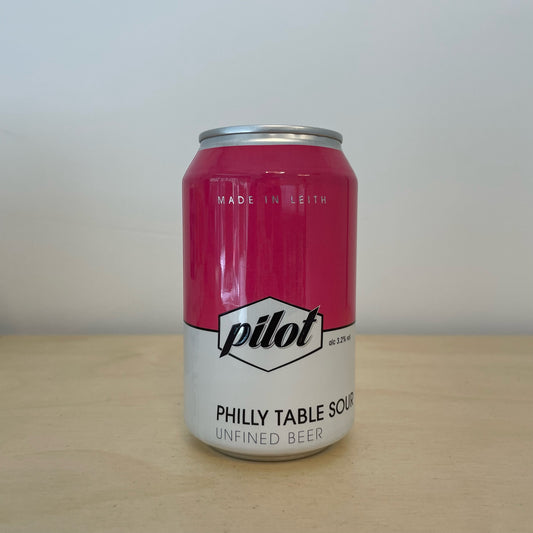 MADE IN LEITH
pilot
alc 3.2% vol
PHILLY TABLE SOUR
UNFINED BEER